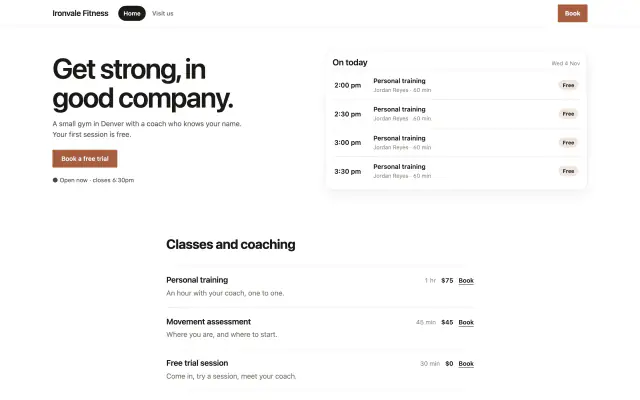 Ironvale Fitness Home Visit us Book
Get strong, in
good company.
A small gym in Denver with a coach who knows your name.
Your first session is free.
Book a free trial
Open now · closes 6:30pm
On today Wed 4 Nov
2:00 pm Personal training Free
Jordan Reyes · 60 min
2:30 pm Personal training Free
Jordan Reyes · 60 min
3:00 pm Personal training Free
Jordan Reyes · 60 min
3:30 pm Personal training Free
Jordan Reyes · 60 min
Classes and coaching
Personal training 1 hr $75 Book
An hour with your coach, one to one.
Movement assessment 45 min $45 Book
Where you are, and where to start.
Free trial session 30 min $0 Book
Come in, try a session, meet your coach.